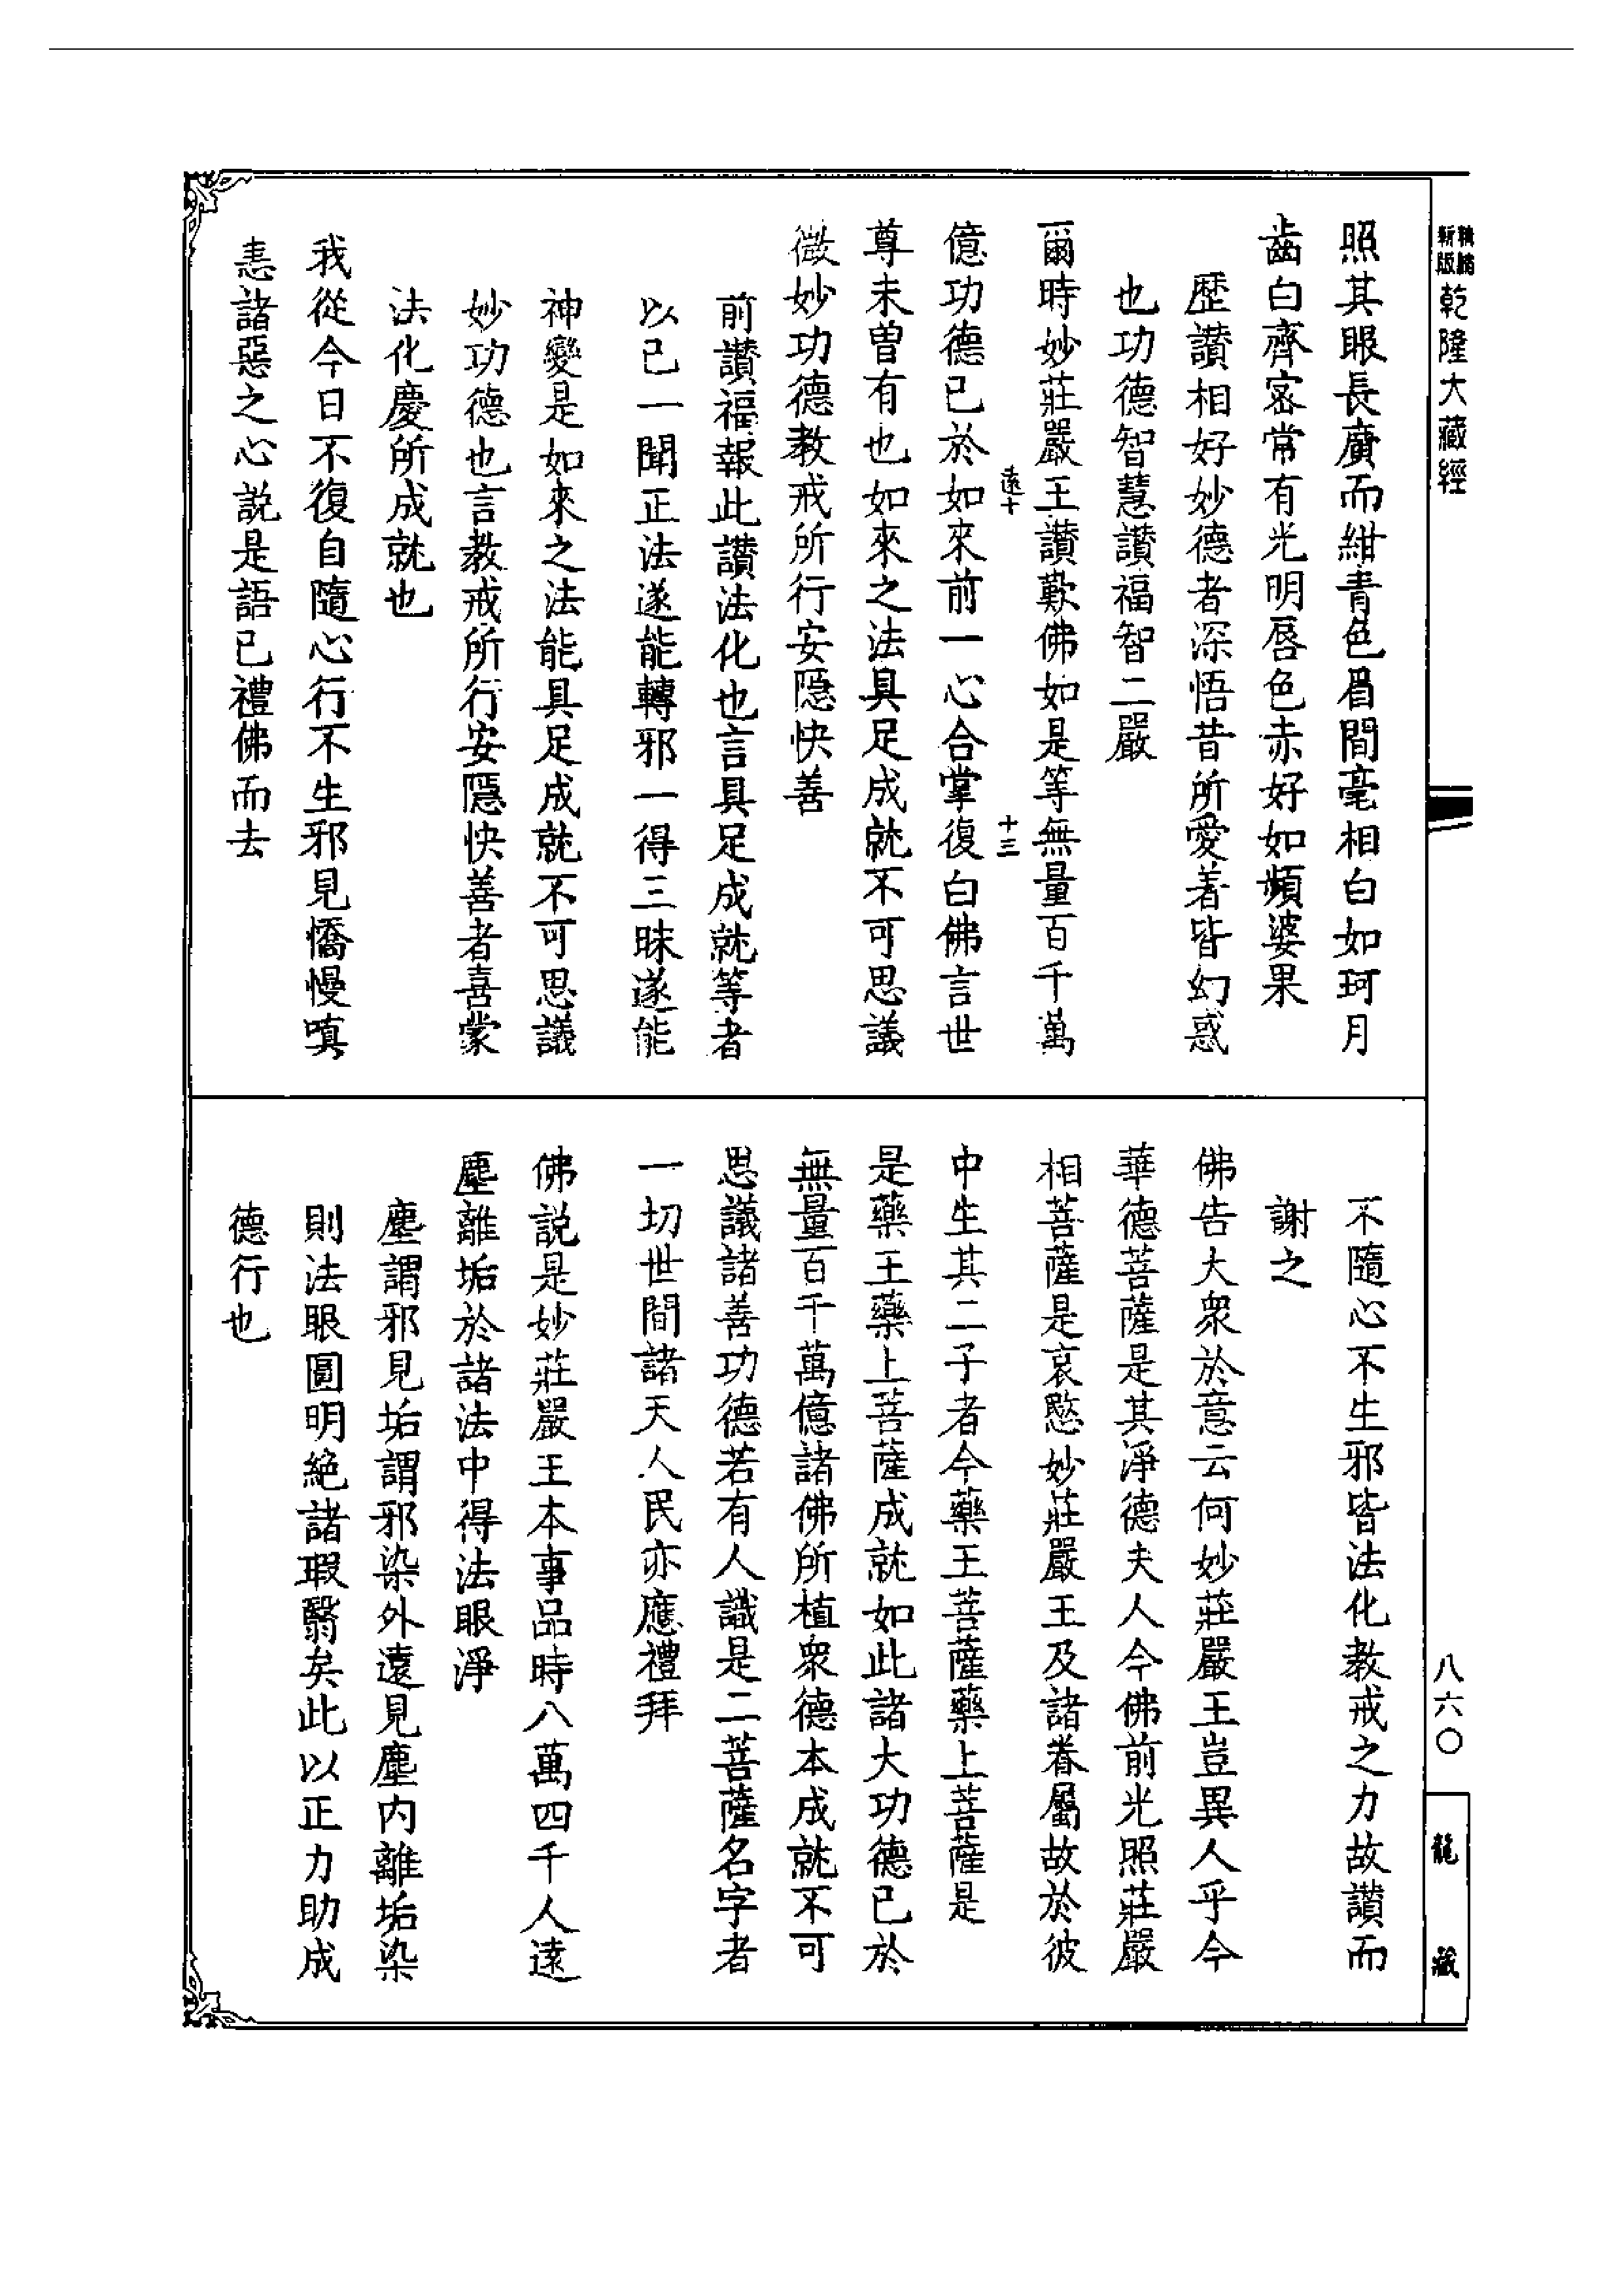 新版
乾隆大藏經
照其眼長廣而紺青色眉間毫相白如珂月
齒白齊密常有光明唇色赤好如頻婆果
歷讚相好妙德者深悟昔所愛著皆幻惑
也功德智慧讚福智二嚴
爾時妙莊嚴王讚歎佛如是等無量百千萬
遠十
十三
億功德已於如來前一心合掌復白佛言世
尊未曾有也如來之法具足成就不可思議
微妙功德教戒所行安隱快善
前讚福報此讚法化也言具足成就等者
以已一聞正法遂能轉邪一得三昧遂能
神變是如來之法能具足成就不可思議
妙功德也言教戒所行安隱快善者喜蒙
法化慶所成就也
我從今日不復自隨心行不生邪見憍慢嗔
恚諸惡之心說是語已禮佛而去
不隨心不生邪皆法化教戒之力故讚而
謝之
佛告大衆於意云何妙莊嚴王豈異人乎今
華德菩薩是其淨德夫人今佛前光照莊嚴
相菩薩是哀愍妙莊嚴王及諸眷屬故於彼
中生其二子者今藥王菩薩藥上菩薩是
是藥王藥上菩薩成就如此諸大功德已於
無量百千萬億諸佛所植衆德本成就不可
思議諸善功德若有人識是二菩薩名字者
一切世間諸天人民亦應禮拜
佛說是妙莊嚴王本事品時八萬四千人遠
塵離垢於諸法中得法眼淨
塵謂邪見垢謂邪染外遠見塵內離垢染
則法眼圓明絕諸瑕翳矣此以正力助成
德行也
八六〇
龍藏